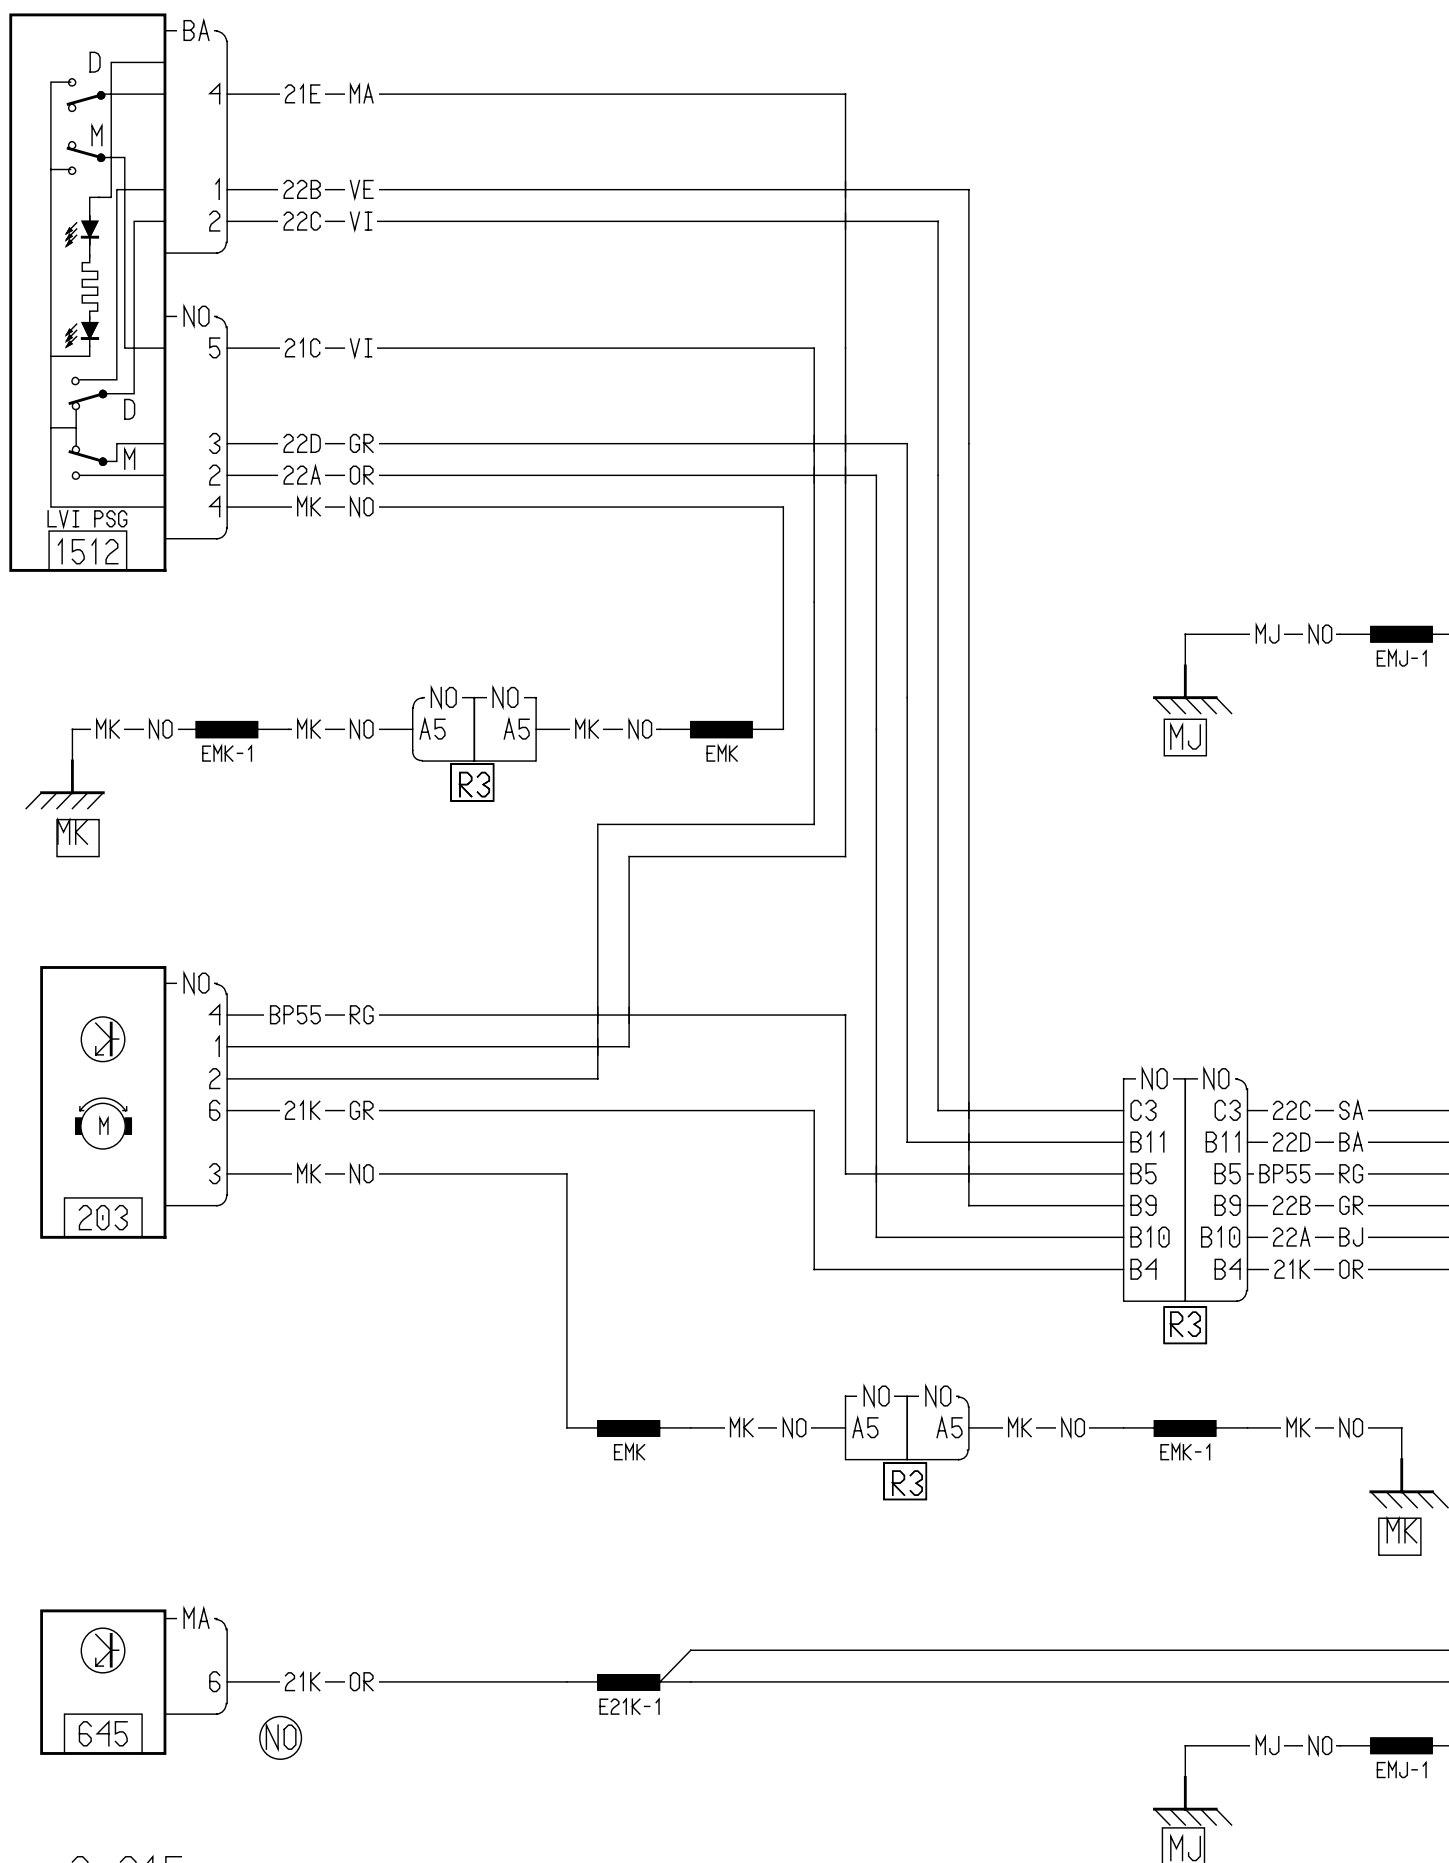 BA
D
4 21E MA
M
1 22B VE
2 22C VI
NO
5 21C VI
D
3 22D GR
M
2 22A OR
4 MK NO
LVI PSG
1512
MJ NO
EMJ-1
MJ
NO NO
MK NO MK NO A5 A5 MK NO
EMK-1 EMK
R3
MK
NO
4 BP55 RG
1
2
6 21K GR
M
3 MK NO
203
NO NO
C3 C3 22C SA
B11 B11 22D BA
B5 B5 BP55 RG
B9 B9 22B GR
B10 B10 22A BJ
B4 B4 21K OR
R3
NO NO
MK NO A5 A5 MK NO MK NO
EMK EMK-1
R3
MK
MA
6 21K OR
E21K-1
645
NO
MJ NO
EMJ-1
MJ